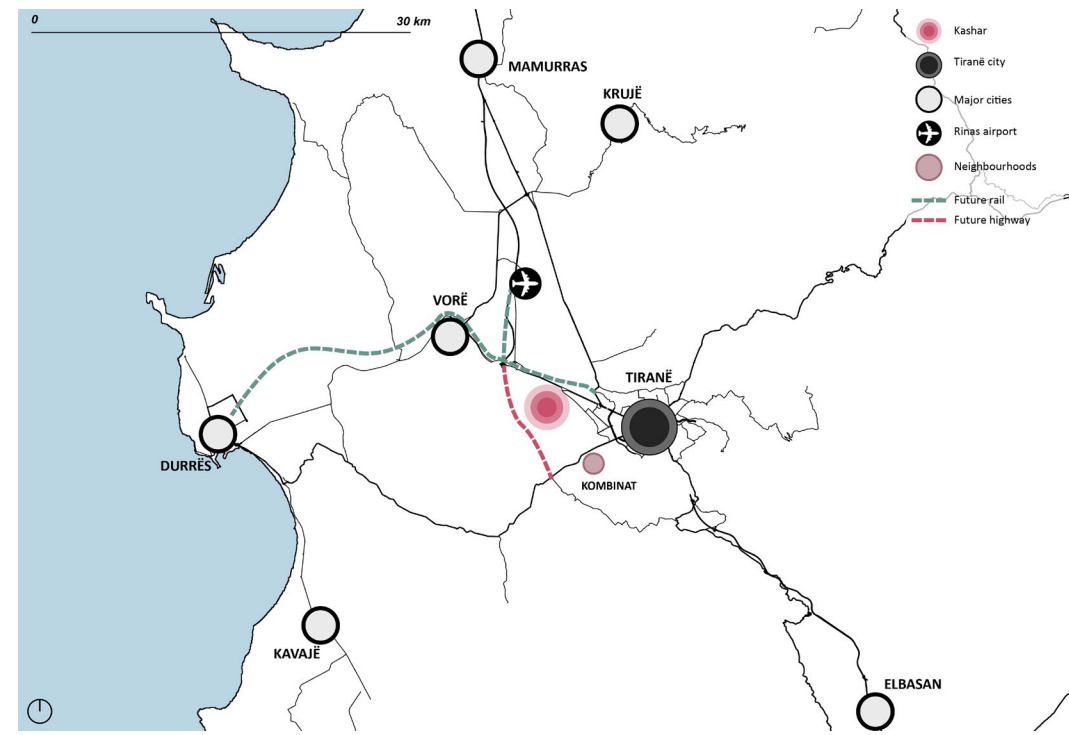 0 30 km
Kashar
Tiranë city
Major cities
Rinas airport
Neighbourhoods
Future rail
Future highway
MAMURRAS
KRUJË
VORË
TIRANË
DURRËS
KOMBINAT
KAVAJË
ELBASAN